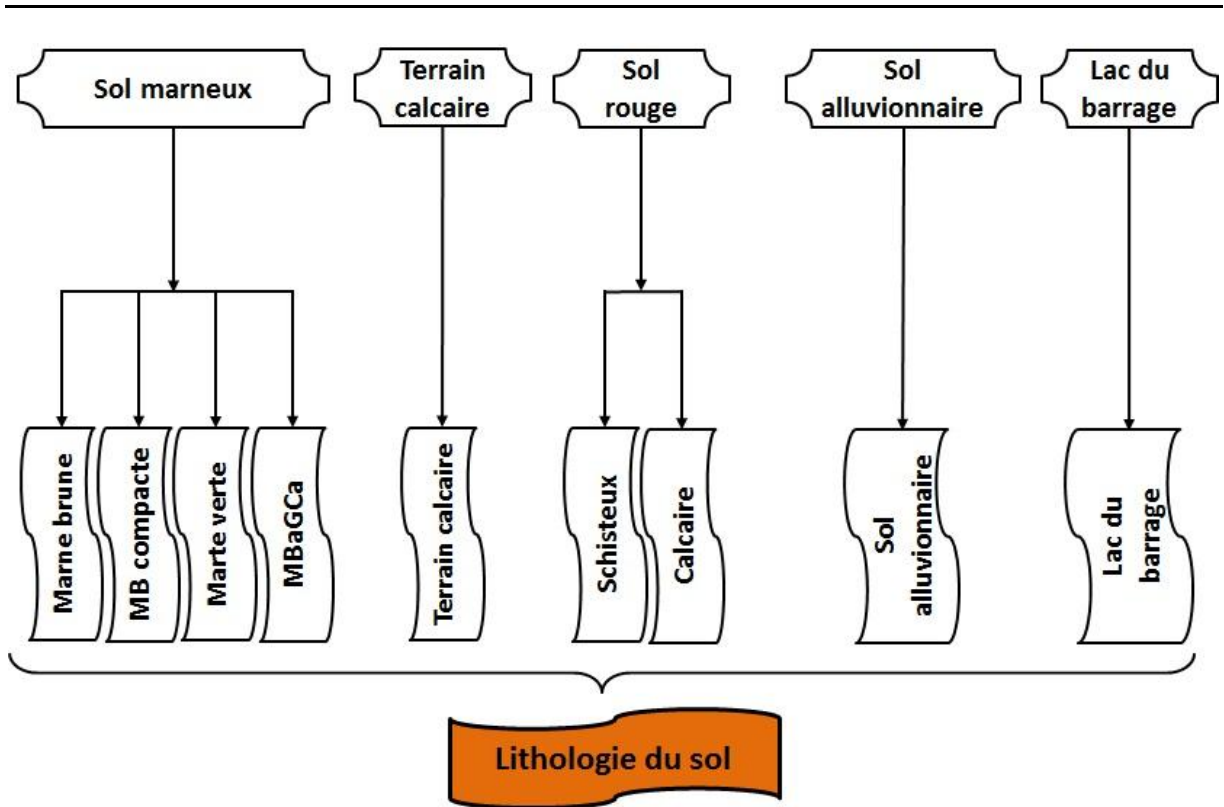 Sol marneux
Terrain
calcaire
Sol
rouge
Sol
alluvionnaire
Lac du
barrage
Marne brune
MB compacte
Marte verte
MBaGCa
Terrain calcaire
Schisteux
Calcaire
Sol
alluvionnaire
Lac du
barrage
Lithologie du sol